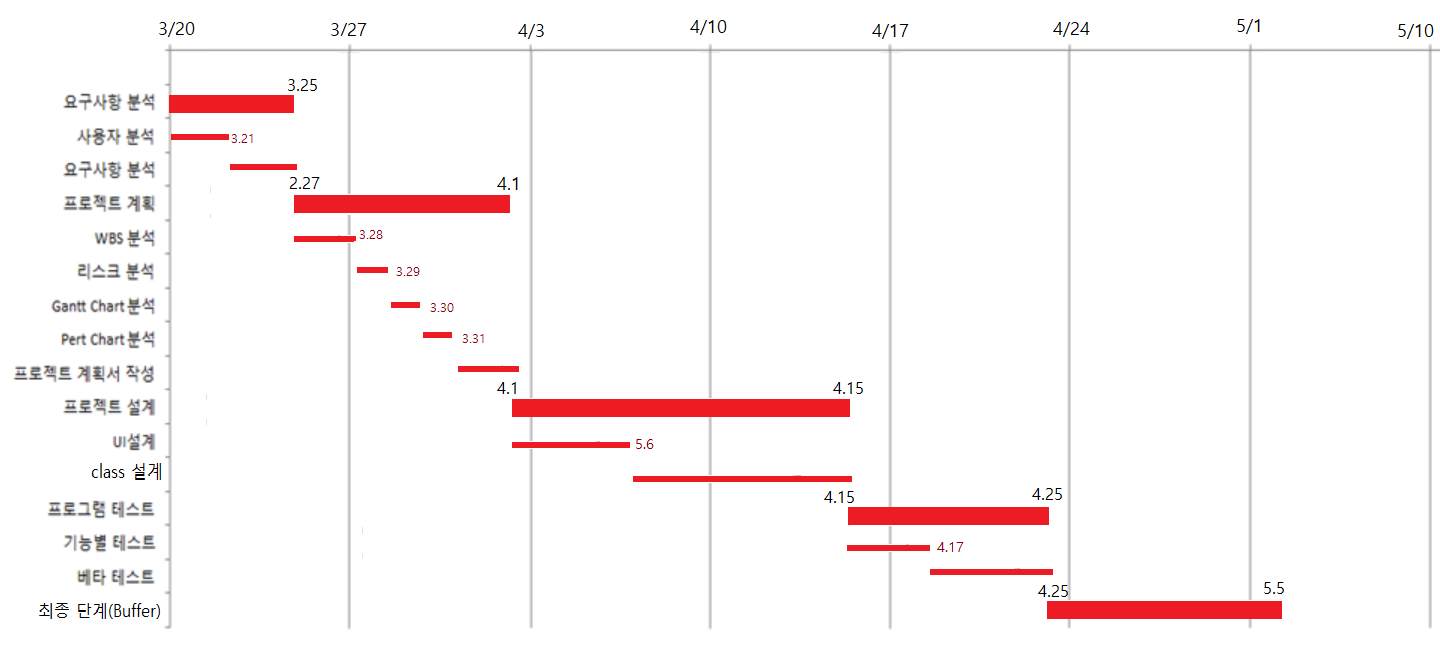 3/20 3/27 4/3 4/10 4/17 4/24 5/1 5/10
3.25
요구사항 분석
사용자 분석 3.21
요구사항 분석
2.27 4.1
프로젝트 계획
WBS 분석 3.28
리스크 분석 3.29
Gantt Chart 분석 3.30
Pert Chart 분석 3.31
프로젝트 계획서 작성
4.1 4.15
프로젝트 설계
UI설계 5.6
class 설계
4.15 4.25
프로그램 테스트
기능별 테스트 4.17
베타 테스트
4.25 5.5
최종 단계(Buffer)